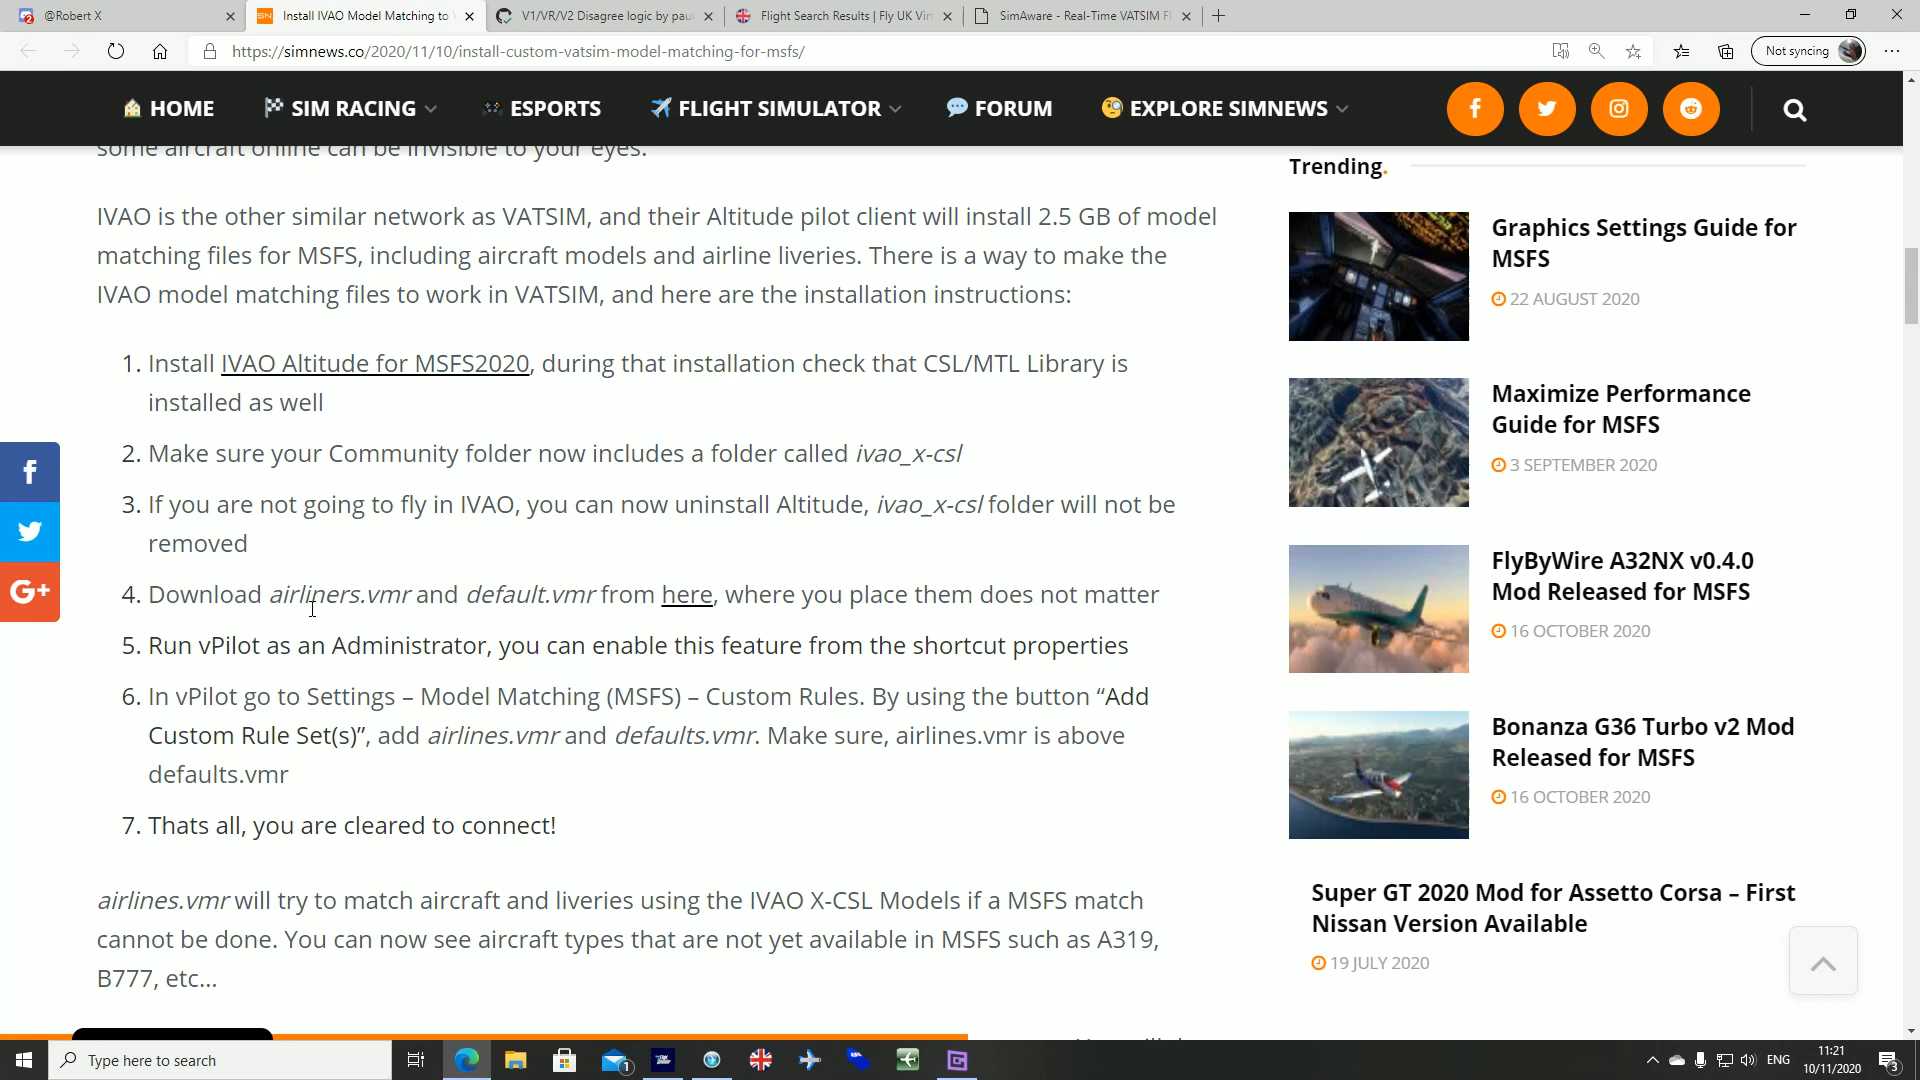 @Robert X
Install IVAO Model Matching to
V1/VR/V2 Disagree logic by pau
Flight Search Results | Fly UK Vir
SimAware - Real-Time VATSIM Fl
https://simnews.co/2020/11/10/install-custom-vatsim-model-matching-for-msfs/
Not syncing
HOME
SIM RACING
ESPORTS
FLIGHT SIMULATOR
FORUM
EXPLORE SIMNEWS
some aircraft online can be invisible to your eyes.
IVAO is the other similar network as VATSIM, and their Altitude pilot client will install 2.5 GB of model
matching files for MSFS, including aircraft models and airline liveries. There is a way to make the
IVAO model matching files to work in VATSIM, and here are the installation instructions:
1. Install IVAO Altitude for MSFS2020, during that installation check that CSL/MTL Library is
installed as well
2. Make sure your Community folder now includes a folder called ivao_x-csl
3. If you are not going to fly in IVAO, you can now uninstall Altitude, ivao_x-csl folder will not be
removed
4. Download airliners.vmr and default.vmr from here, where you place them does not matter
5. Run vPilot as an Administrator, you can enable this feature from the shortcut properties
6. In vPilot go to Settings – Model Matching (MSFS) – Custom Rules. By using the button “Add
Custom Rule Set(s)”, add airlines.vmr and defaults.vmr. Make sure, airlines.vmr is above
defaults.vmr
7. Thats all, you are cleared to connect!
airlines.vmr will try to match aircraft and liveries using the IVAO X-CSL Models if a MSFS match
cannot be done. You can now see aircraft types that are not yet available in MSFS such as A319,
B777, etc...
Trending.
Graphics Settings Guide for
MSFS
22 AUGUST 2020
Maximize Performance
Guide for MSFS
3 SEPTEMBER 2020
FlyByWire A32NX v0.4.0
Mod Released for MSFS
16 OCTOBER 2020
Bonanza G36 Turbo v2 Mod
Released for MSFS
16 OCTOBER 2020
Super GT 2020 Mod for Assetto Corsa – First
Nissan Version Available
19 JULY 2020
f
G+
Type here to search
1
ENG
11:21
10/11/2020
3